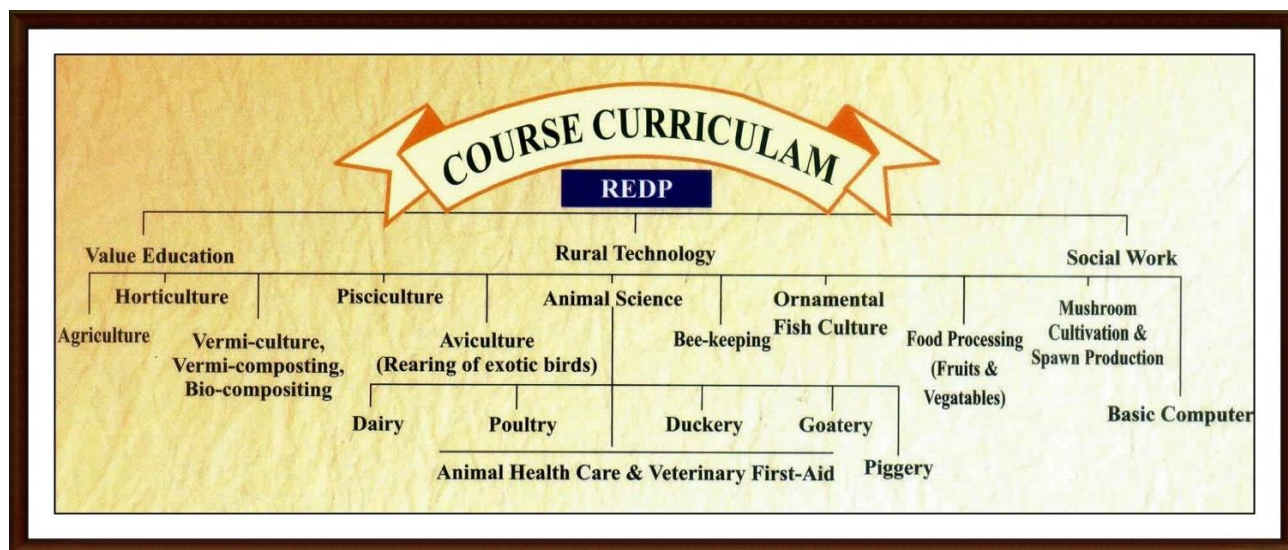 COURSE CURRICULAM
REDP
Value Education
Rural Technology
Social Work
Agriculture
Horticulture
Vermi-culture,
Vermi-composting,
Bio-compositing
Pisciculture
Aviculture
(Rearing of exotic birds)
Animal Science
Bee-keeping
Ornamental
Fish Culture
Food Processing
(Fruits &
Vegatables)
Mushroom
Cultivation &
Spawn Production
Basic Computer
Dairy
Poultry
Duckery
Goatery
Piggery
Animal Health Care & Veterinary First-Aid